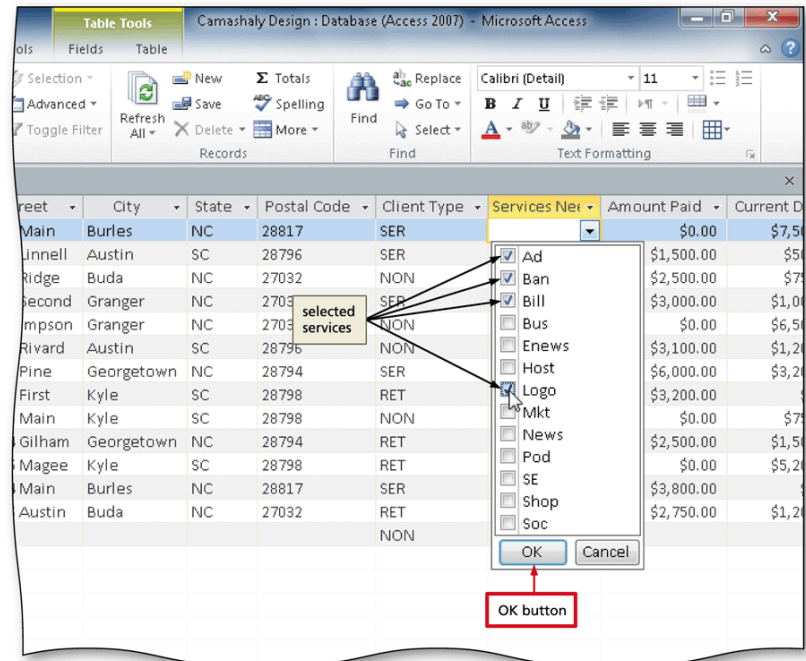 Table Tools Camashaly Design : Database (Access 2007) - Microsoft Access
ols Fields Table
Selection New Σ Totals Replace Calibri (Detail) 11
Advanced Save Spelling Go To B I U
Toggle Filter Refresh All Delete More Find Select A
Records Find Text Formatting
reet City State Postal Code Client Type Services Nee Amount Paid Current D
Main Burles NC 28817 SER $0.00 $7,5
Linnell Austin SC 28796 SER $1,500.00 $5
Ridge Buda NC 27032 NON $2,500.00 $7
Second Granger NC 2703 SER $3,000.00 $1,0
mpson Granger NC 2703 NON $0.00 $6,5
Rivard Austin SC 28796 NON $3,100.00 $1,2
Pine Georgetown NC 28794 SER $6,000.00 $3,2
First Kyle SC 28798 RET $3,200.00
Main Kyle SC 28798 NON $0.00 $7
Gilham Georgetown NC 28794 RET $2,500.00 $1,5
Magee Kyle SC 28798 RET $0.00 $5,2
Main Burles NC 28817 SER $3,800.00
Austin Buda NC 27032 RET $2,750.00 $1,2
NON
selected
services
Ad
Ban
Bill
Bus
Enews
Host
Logo
Mkt
News
Pod
SE
Shop
Soc
OK Cancel
OK button